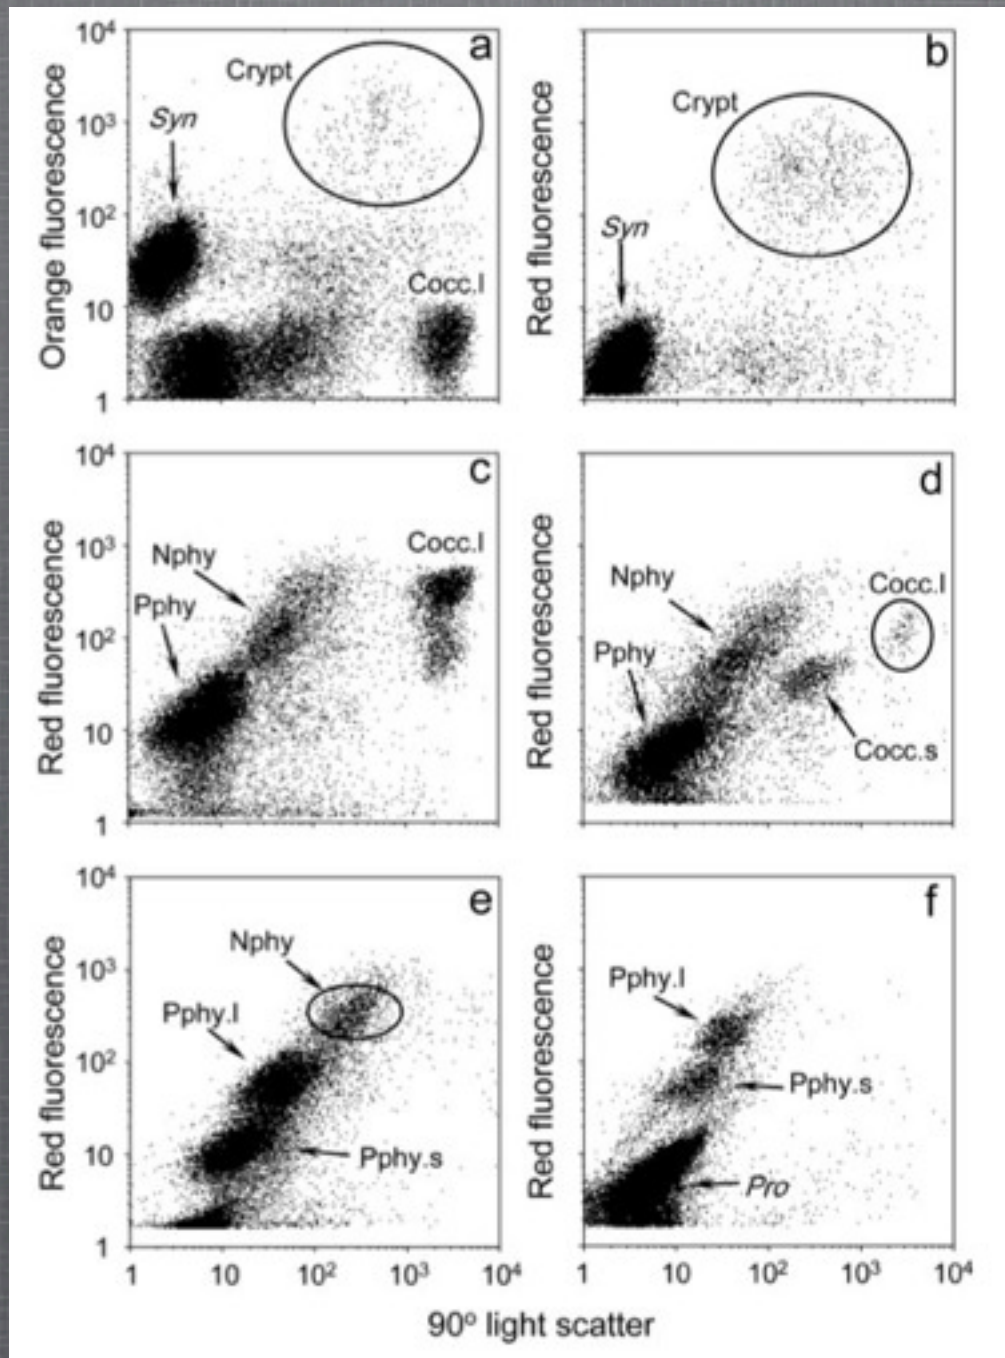 a
10⁴
10³
10²
10
1
Orange fluorescence
Crypt
Syn
Cocc.l
b
Red fluorescence
Crypt
Syn
c
10⁴
10³
10²
10
1
Red fluorescence
Nphy
Pphy
Cocc.l
d
Red fluorescence
Nphy
Pphy
Cocc.l
Cocc.s
e
10⁴
10³
10²
10
1
Red fluorescence
Nphy
Pphy.l
Pphy.s
1
10
10²
10³
10⁴
f
Red fluorescence
Pphy.l
Pphy.s
Pro
1
10
10²
10³
10⁴
90º light scatter